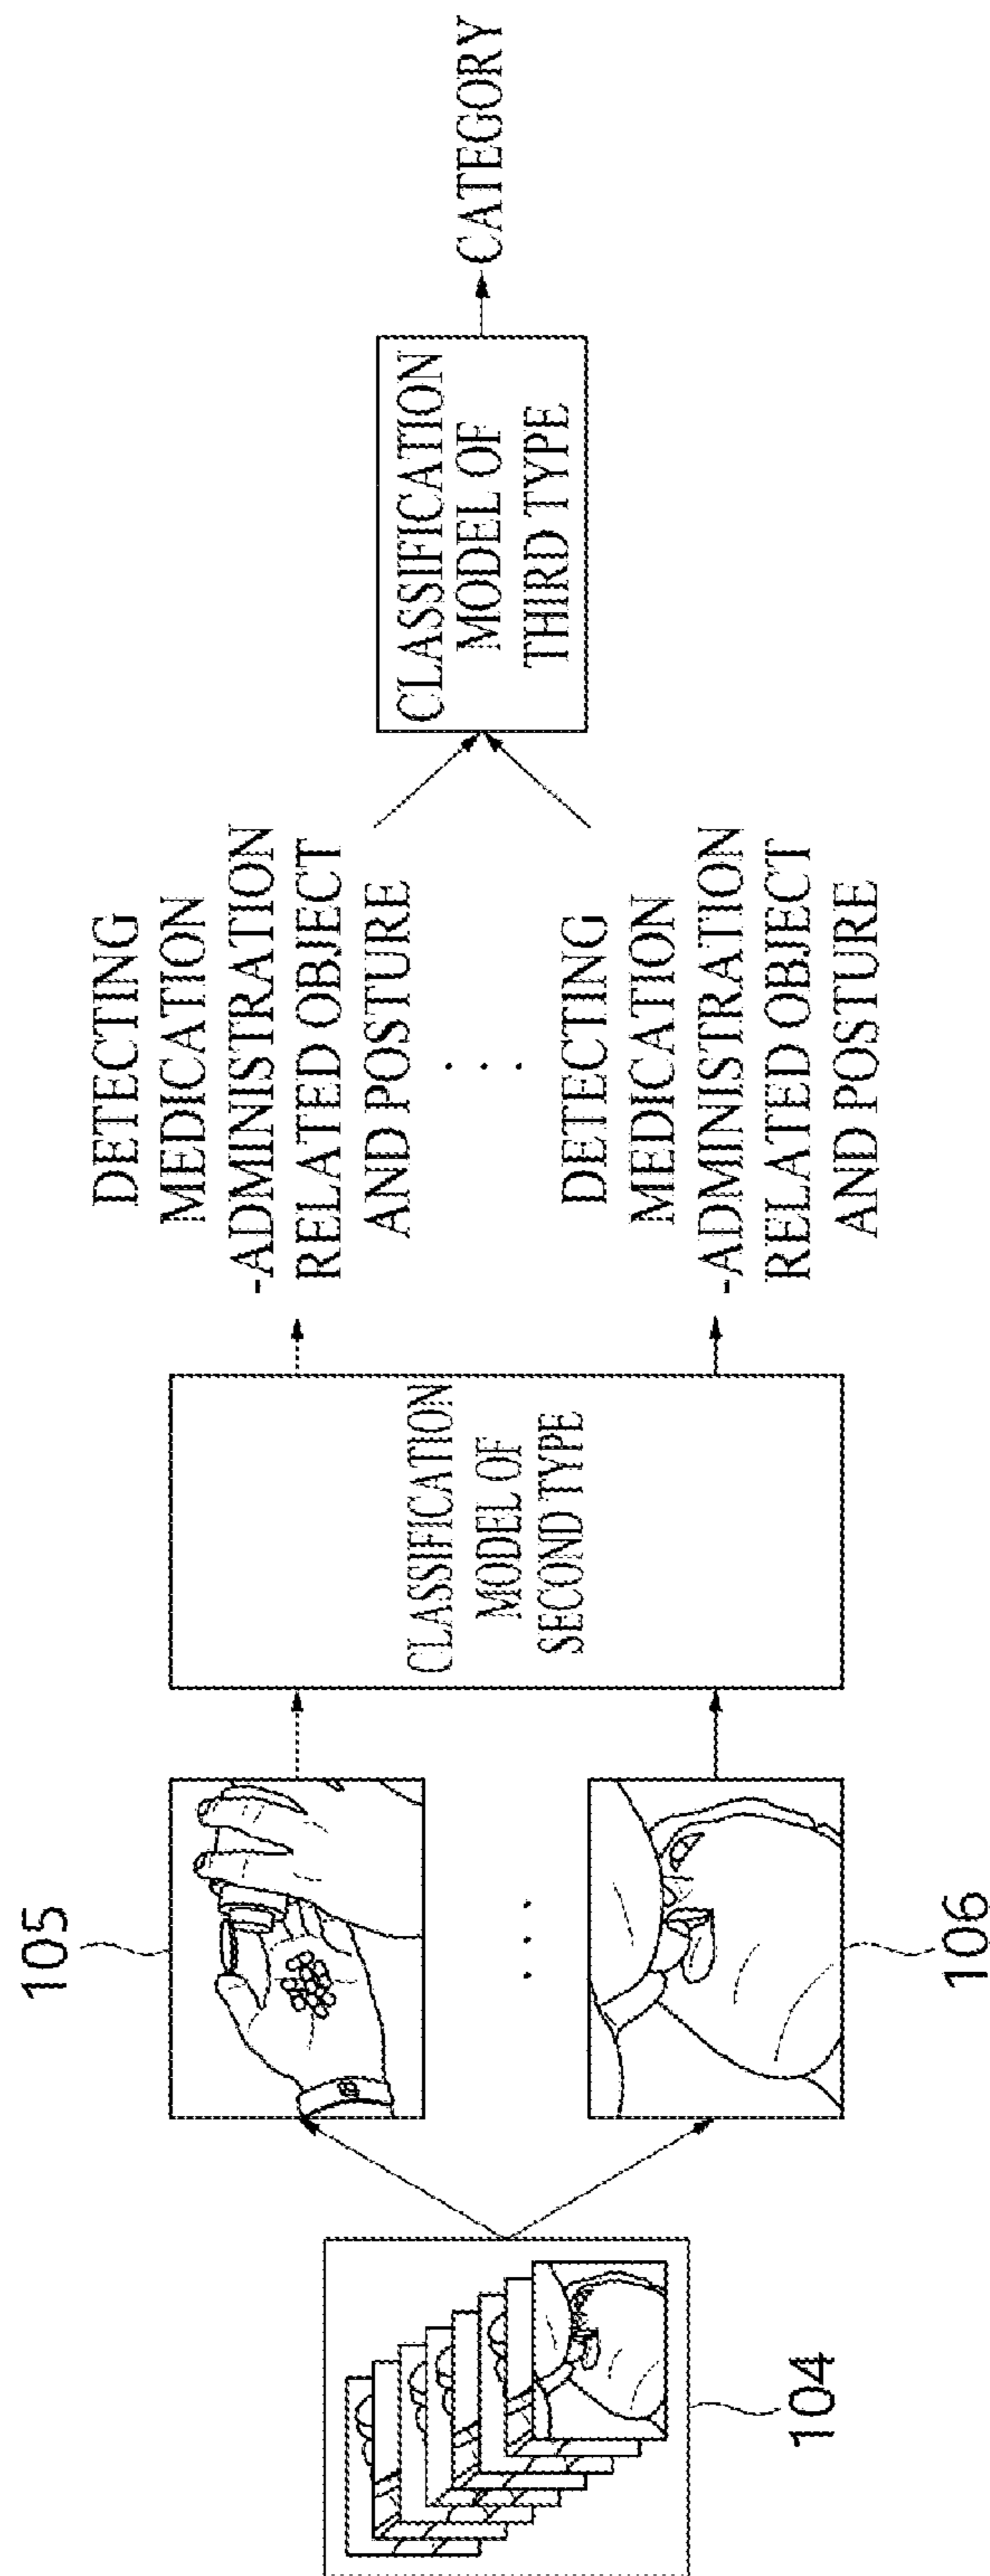 104
105
106
CLASSIFICATION
MODEL OF
SECOND TYPE
DETECTING
MEDICATION
-ADMINISTRATION
RELATED OBJECT
AND POSTURE
DETECTING
MEDICATION
-ADMINISTRATION
RELATED OBJECT
AND POSTURE
CLASSIFICATION
MODEL OF
THIRD TYPE
CATEGORY